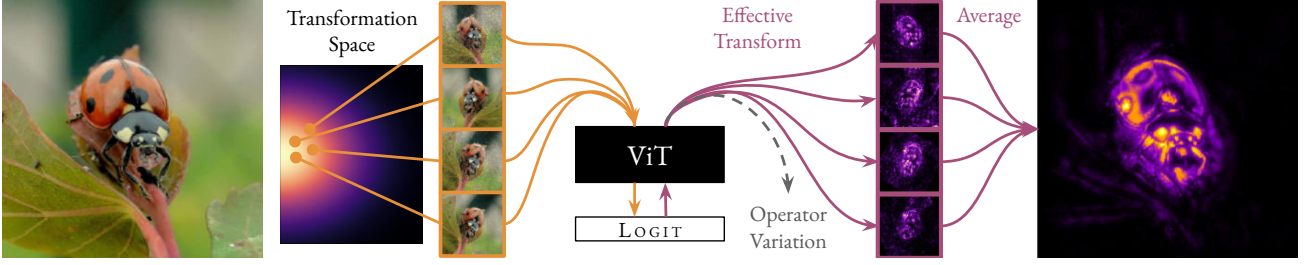 Transformation
Space
Effective
Transform
Average
ViT
LOGIT
Operator
Variation